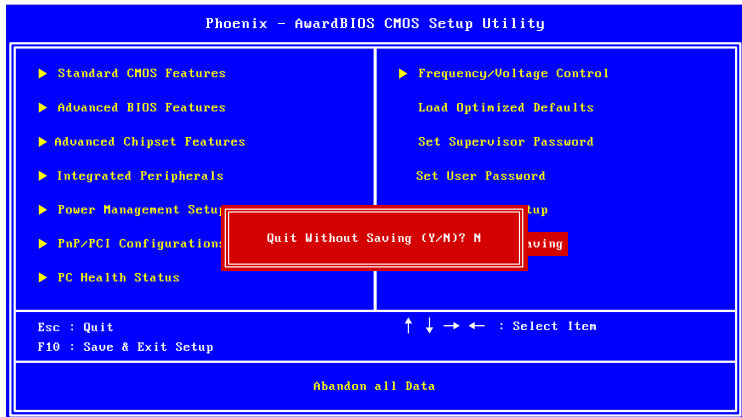 Phoenix - AwardBIOS CMOS Setup Utility
Standard CMOS Features
Advanced BIOS Features
Advanced Chipset Features
Integrated Peripherals
Power Management Setup
PnP/PCI Configurations
PC Health Status
Frequency/Voltage Control
Load Optimized Defaults
Set Supervisor Password
Set User Password
Quit Without Saving (Y/N)? N
Esc : Quit
F10 : Save & Exit Setup
↑ ↓ → ← : Select Item
Abandon all Data